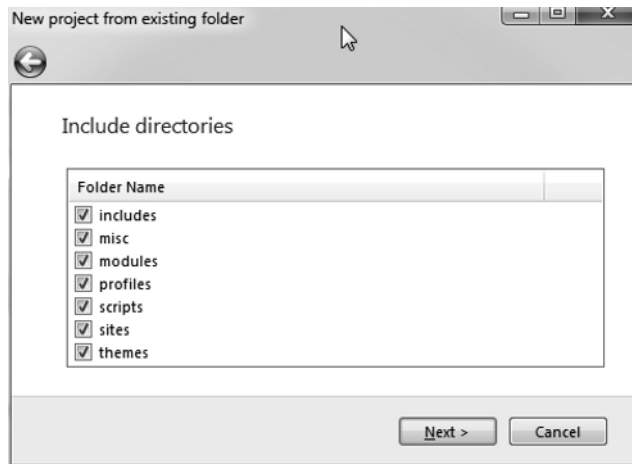 New project from existing folder
Include directories
Folder Name
includes
misc
modules
profiles
scripts
sites
themes
Next >
Cancel